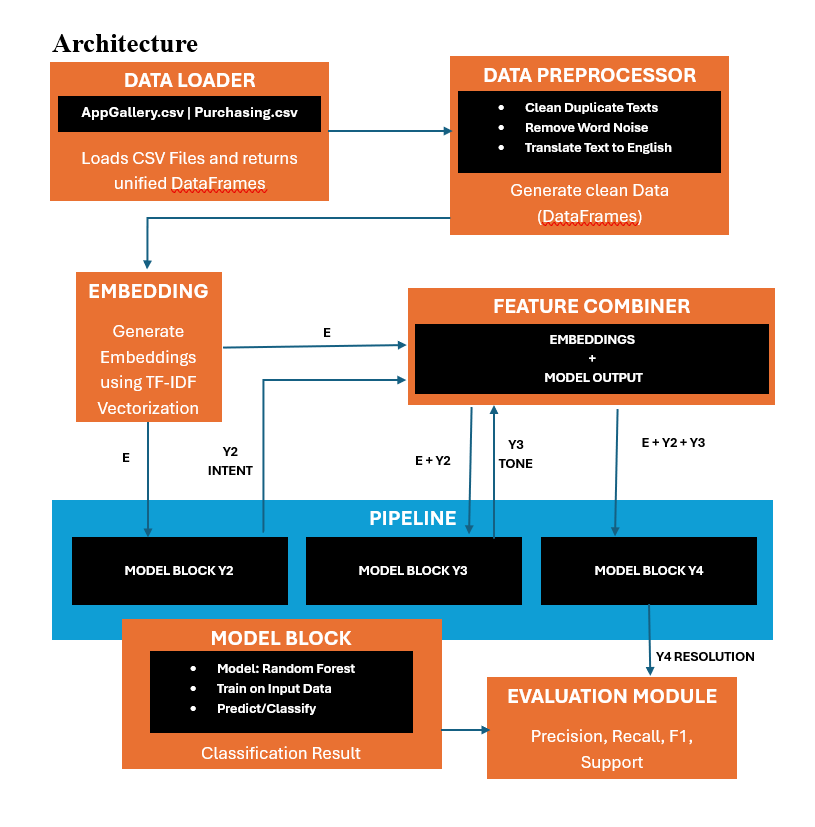 Architecture
DATA LOADER
AppGallery.csv | Purchasing.csv
Loads CSV Files and returns
unified DataFrames
DATA PREPROCESSOR
• Clean Duplicate Texts
• Remove Word Noise
• Translate Text to English
Generate clean Data
(DataFrames)
EMBEDDING
Generate
Embeddings
using TF-IDF
Vectorization
E
FEATURE COMBINER
EMBEDDINGS
+
MODEL OUTPUT
E
Y2
INTENT
E + Y2
Y3
TONE
E + Y2 + Y3
PIPELINE
MODEL BLOCK Y2
MODEL BLOCK Y3
MODEL BLOCK Y4
MODEL BLOCK
• Model: Random Forest
• Train on Input Data
• Predict/Classify
Classification Result
Y4 RESOLUTION
EVALUATION MODULE
Precision, Recall, F1,
Support